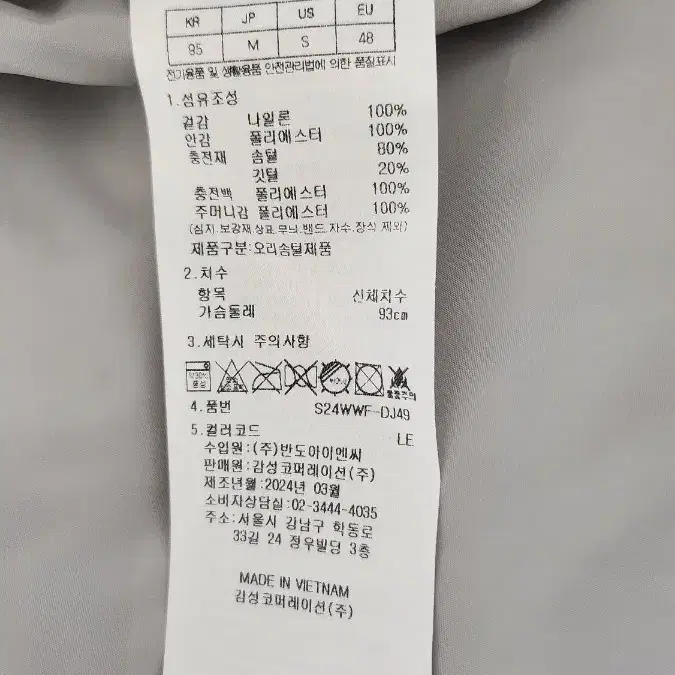 KR JP US EU
95 M S 48
전기용품 및 생활용품 안전관리법에 의한 품질표시
1.섬유조성
겉감 나일론 100%
안감 폴리에스터 100%
충전재 솜털 80%
깃털 20%
충전백 폴리에스터 100%
주머니감 폴리에스터 100%
(심지.보강재.상표.무늬.밴드.자수.장식 제외)
제품구분:오리솜털제품
2.치수
항목 신체치수
가슴둘레 93cm
3.세탁시 주의사항
4.품번 S24WWF-DJ49
5.컬러코드 LE
수입원:(주)반도아이엔씨
판매원:감성코퍼레이션(주)
제조년월:2024년 03월
소비자상담실:02-3444-4035
주소:서울시 강남구 학동로
33길 24 정우빌딩 3층
MADE IN VIETNAM
감성코퍼레이션(주)